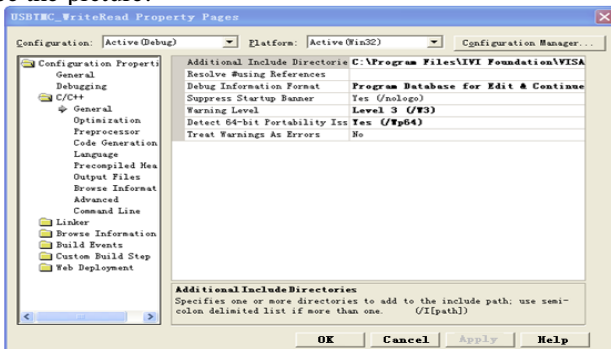 USBTMC_WriteRead Property Pages
Configuration: Active(Debug) Platform: Active(Win32) Configuration Manager...
Configuration Properti
General
Debugging
C/C++
General
Optimization
Preprocessor
Code Generation
Language
Precompiled Hea
Output Files
Browse Informat
Advanced
Command Line
Linker
Browse Information
Build Events
Custom Build Step
Web Deployment
Additional Include Directorie C:\Program Files\IVI Foundation\VISA
Resolve #using References
Debug Information Format Program Database for Edit & Continue
Suppress Startup Banner Yes (/nologo)
Warning Level Level 3 (/W3)
Detect 64-bit Portability Iss Yes (/Wp64)
Treat Warnings As Errors No
Additional Include Directories
Specifies one or more directories to add to the include path; use semi-
colon delimited list if more than one. (/I[path])
OK Cancel Apply Help